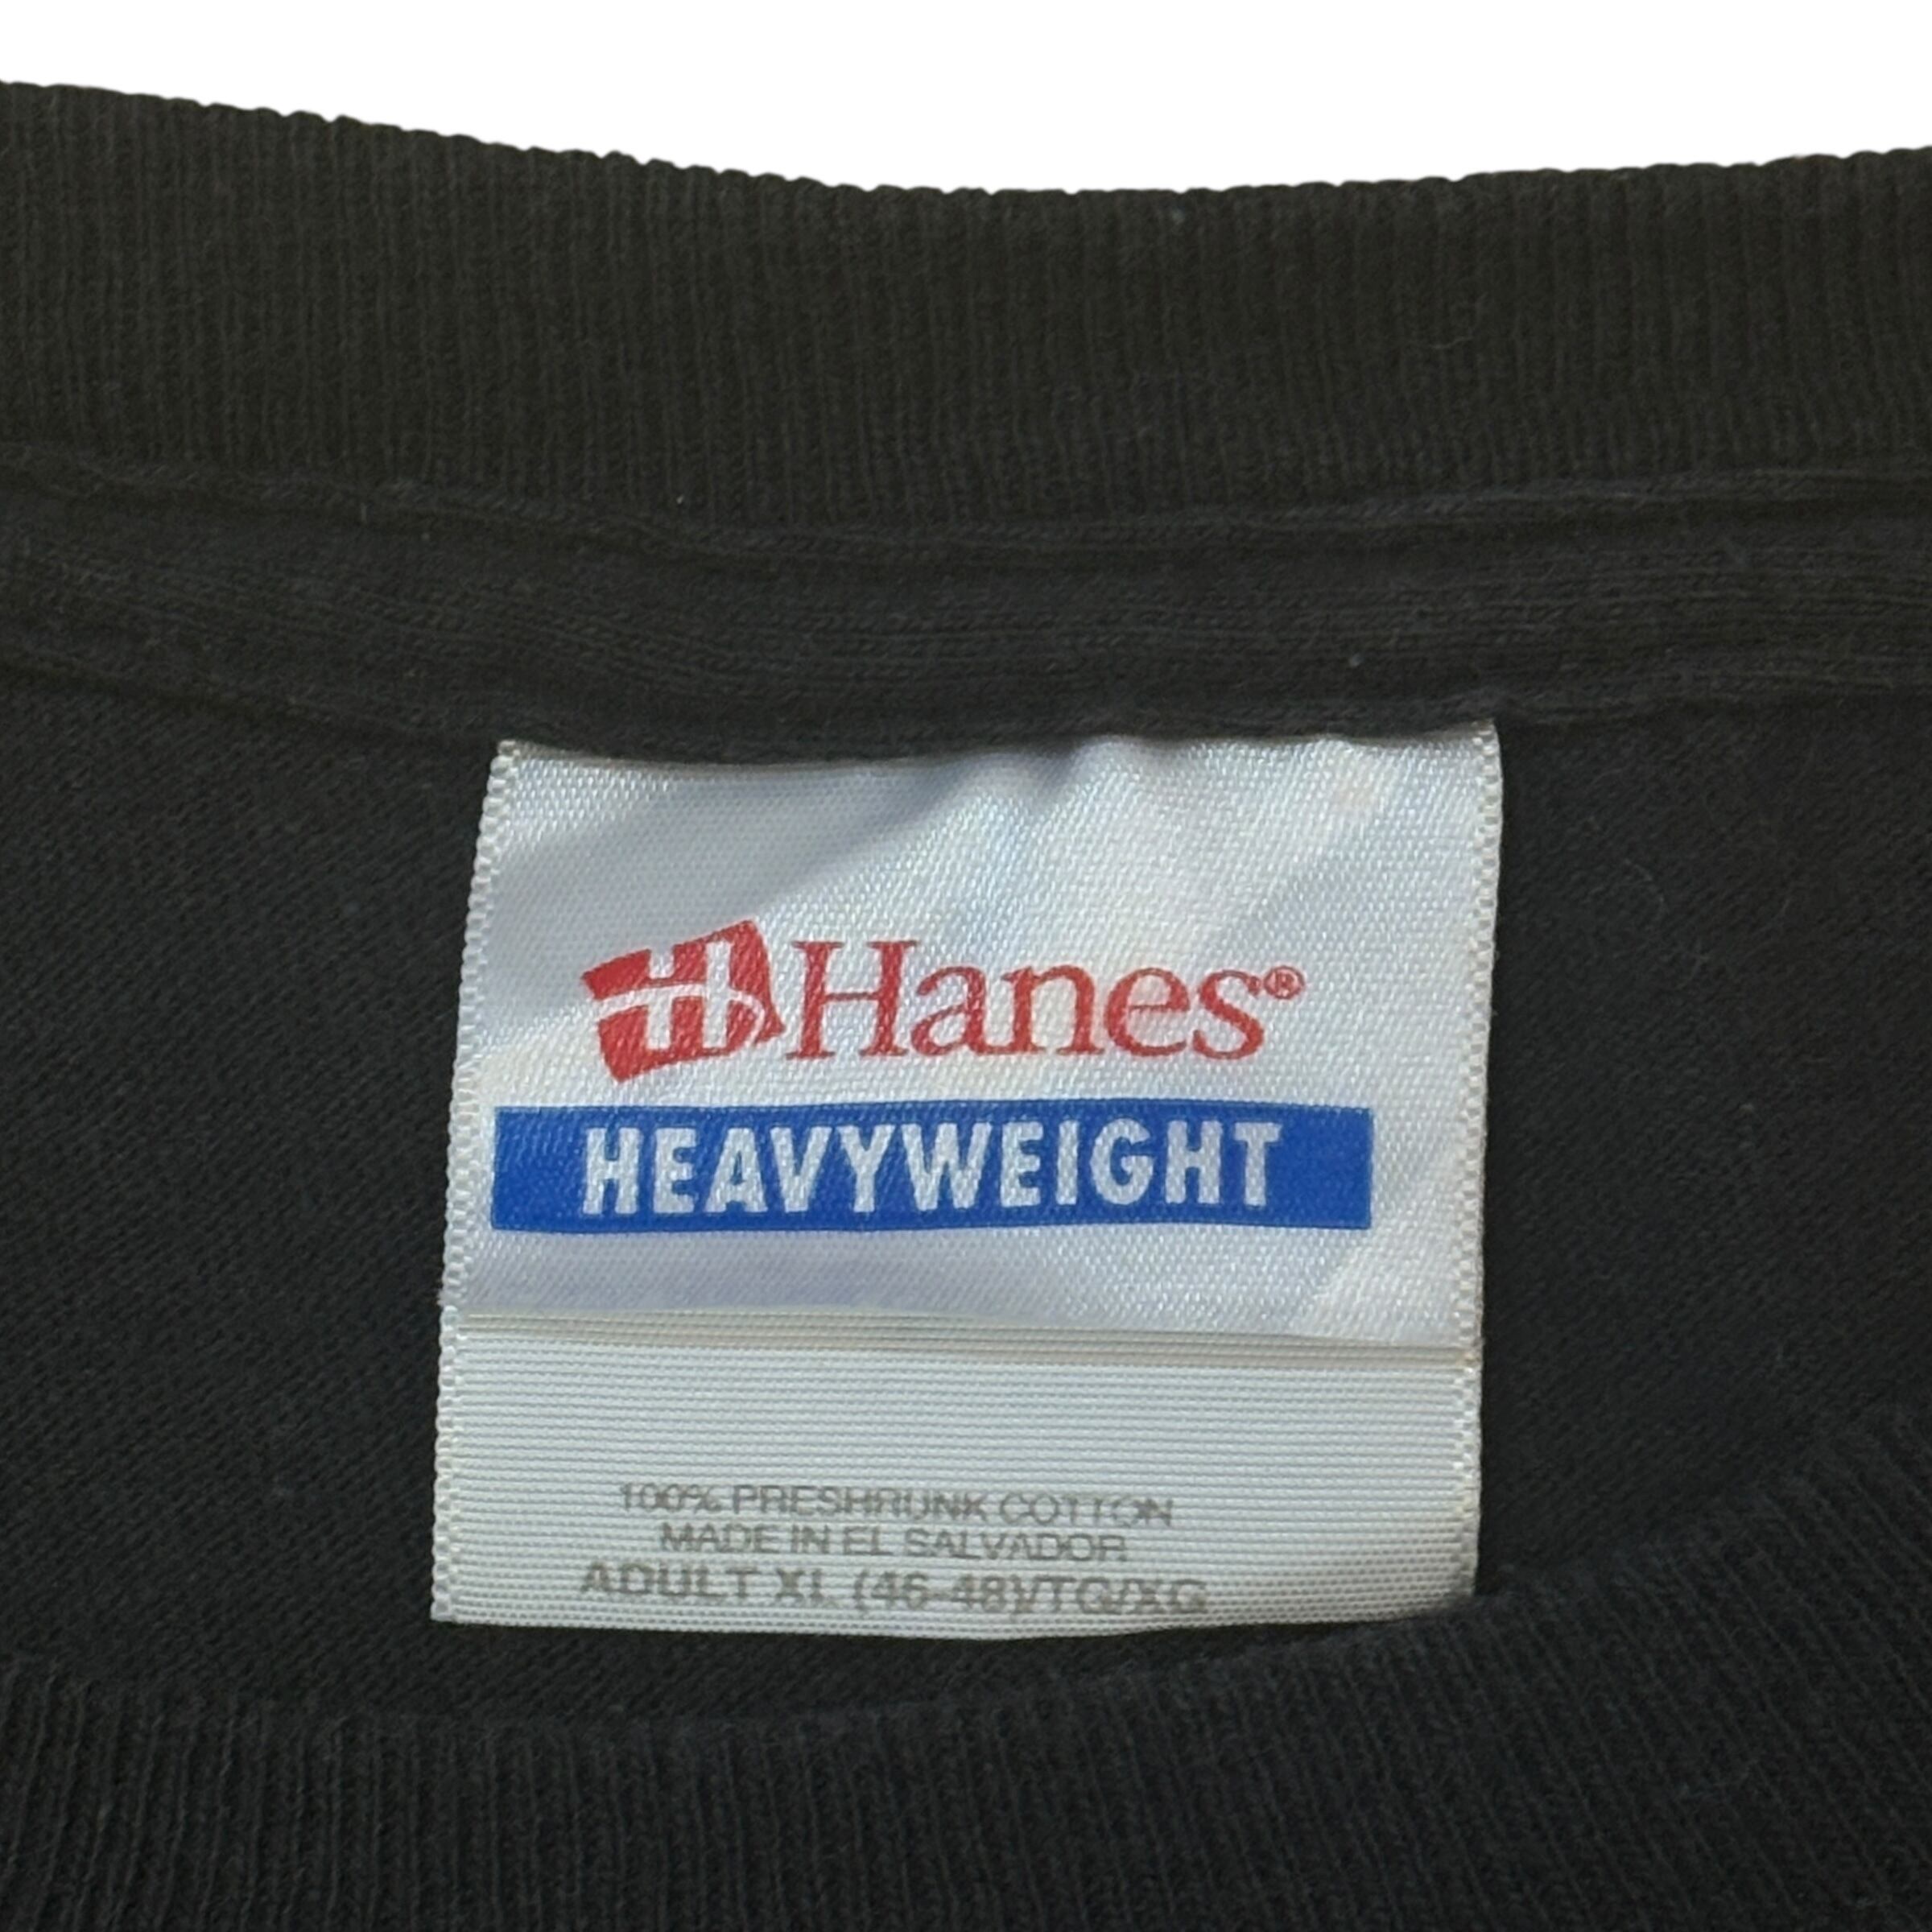 Hanes®
HEAVYWEIGHT
100% PRESHRUNK COTTON
MADE IN EL SALVADOR
ADULT XL (46-48)/TG/XG